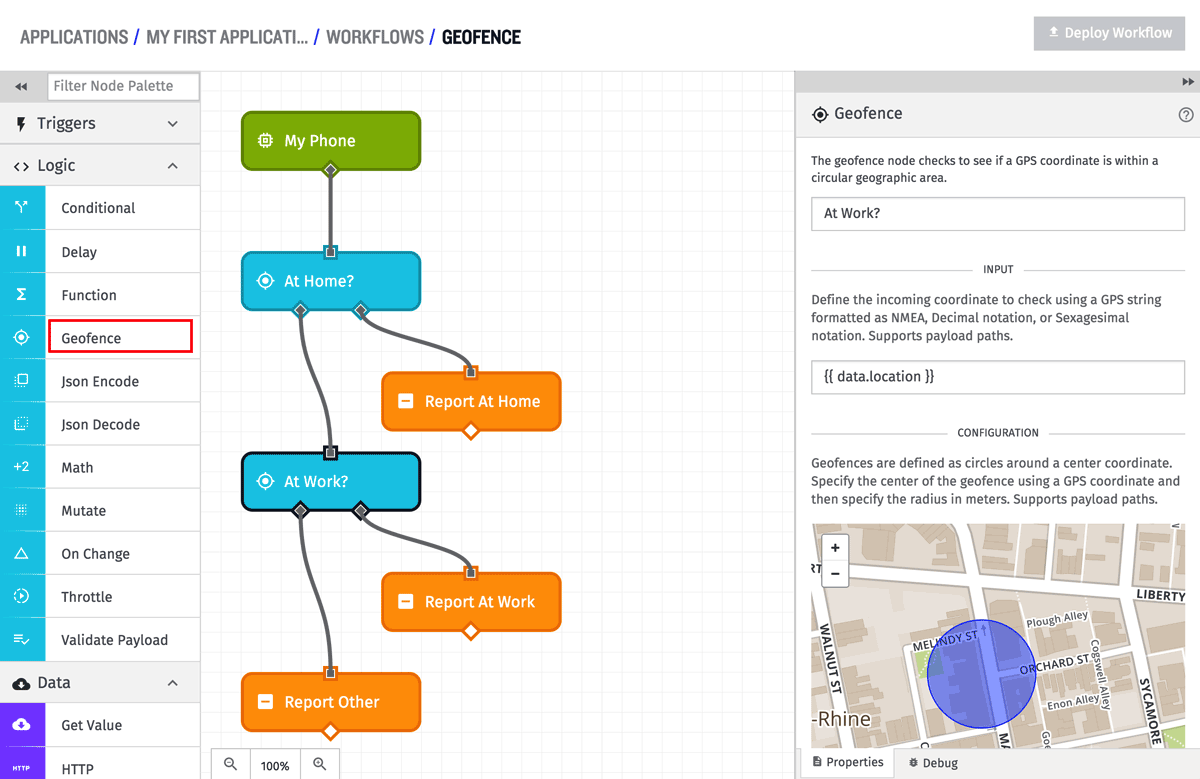 APPLICATIONS / MY FIRST APPLICATI... / WORKFLOWS / GEOFENCE
Deploy Workflow
Filter Node Palette
Triggers
Logic
Conditional
Delay
Function
Geofence
Json Encode
Json Decode
+2 Math
Mutate
On Change
Throttle
Validate Payload
Data
Get Value
HTTP HTTP
My Phone
At Home?
Report At Home
At Work?
Report At Work
Report Other
100%
Geofence
The geofence node checks to see if a GPS coordinate is within a
circular geographic area.
At Work?
INPUT
Define the incoming coordinate to check using a GPS string
formatted as NMEA, Decimal notation, or Sexagesimal
notation. Supports payload paths.
{{ data.location }}
CONFIGURATION
Geofences are defined as circles around a center coordinate.
Specify the center of the geofence using a GPS coordinate and
then specify the radius in meters. Supports payload paths.
+
−
LIBERTY
Plough Alley
MELINDY ST
WALNUT ST
ORCHARD ST
Cogswell Alley
Enon Alley
SYCAMORE
-Rhine
MA
Goe
Properties
Debug